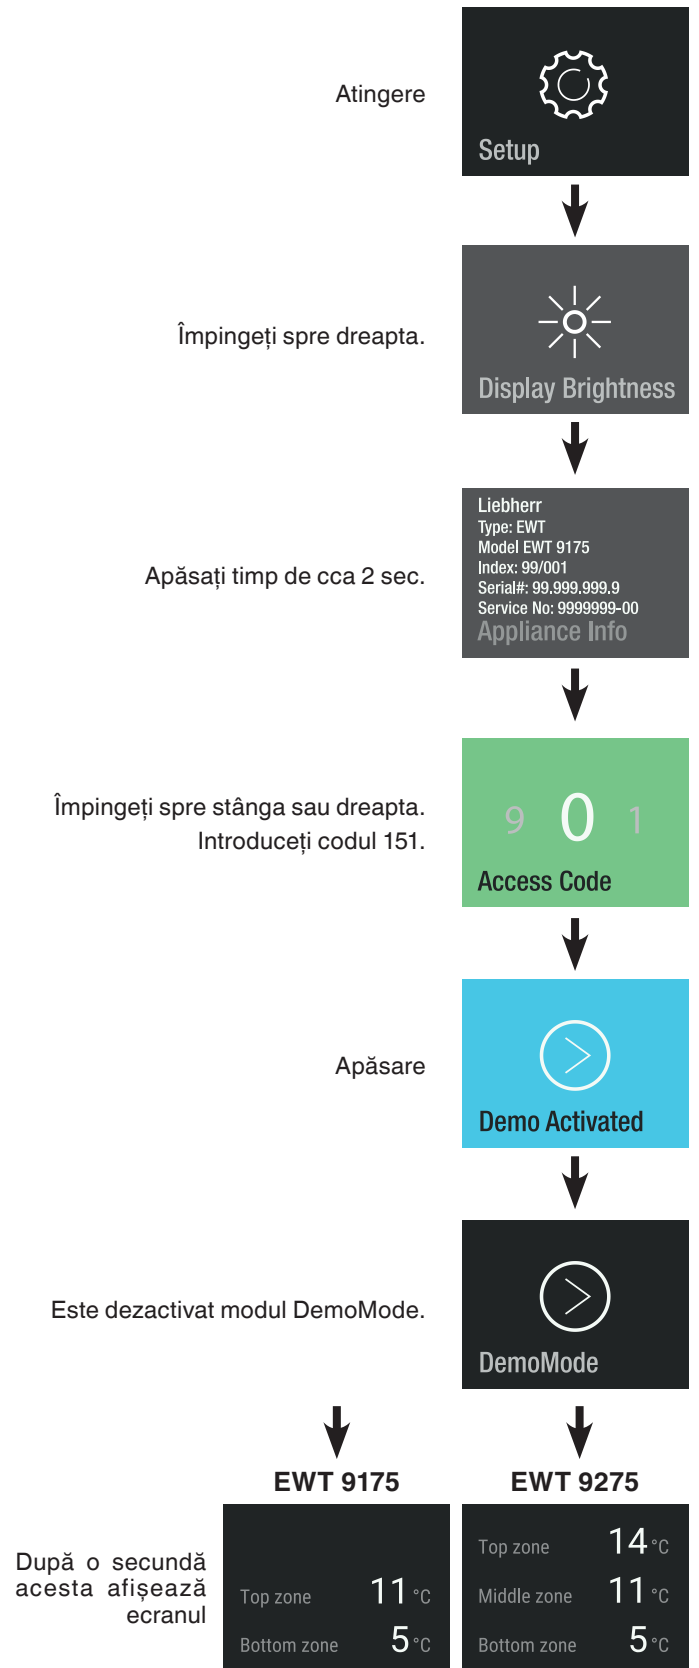 Atingere
Setup
Împingeți spre dreapta.
Display Brightness
Apăsați timp de cca 2 sec.
Liebherr
Type: EWT
Model EWT 9175
Index: 99/001
Serial#: 99.999.999.9
Service No: 9999999-00
Appliance Info
Împingeți spre stânga sau dreapta.
Introduceți codul 151.
9 0 1
Access Code
Apăsare
Demo Activated
Este dezactivat modul DemoMode.
DemoMode
EWT 9175
EWT 9275
După o secundă
acesta afișează
ecranul
Top zone 11 °C
Bottom zone 5 °C
Top zone 14 °C
Middle zone 11 °C
Bottom zone 5 °C